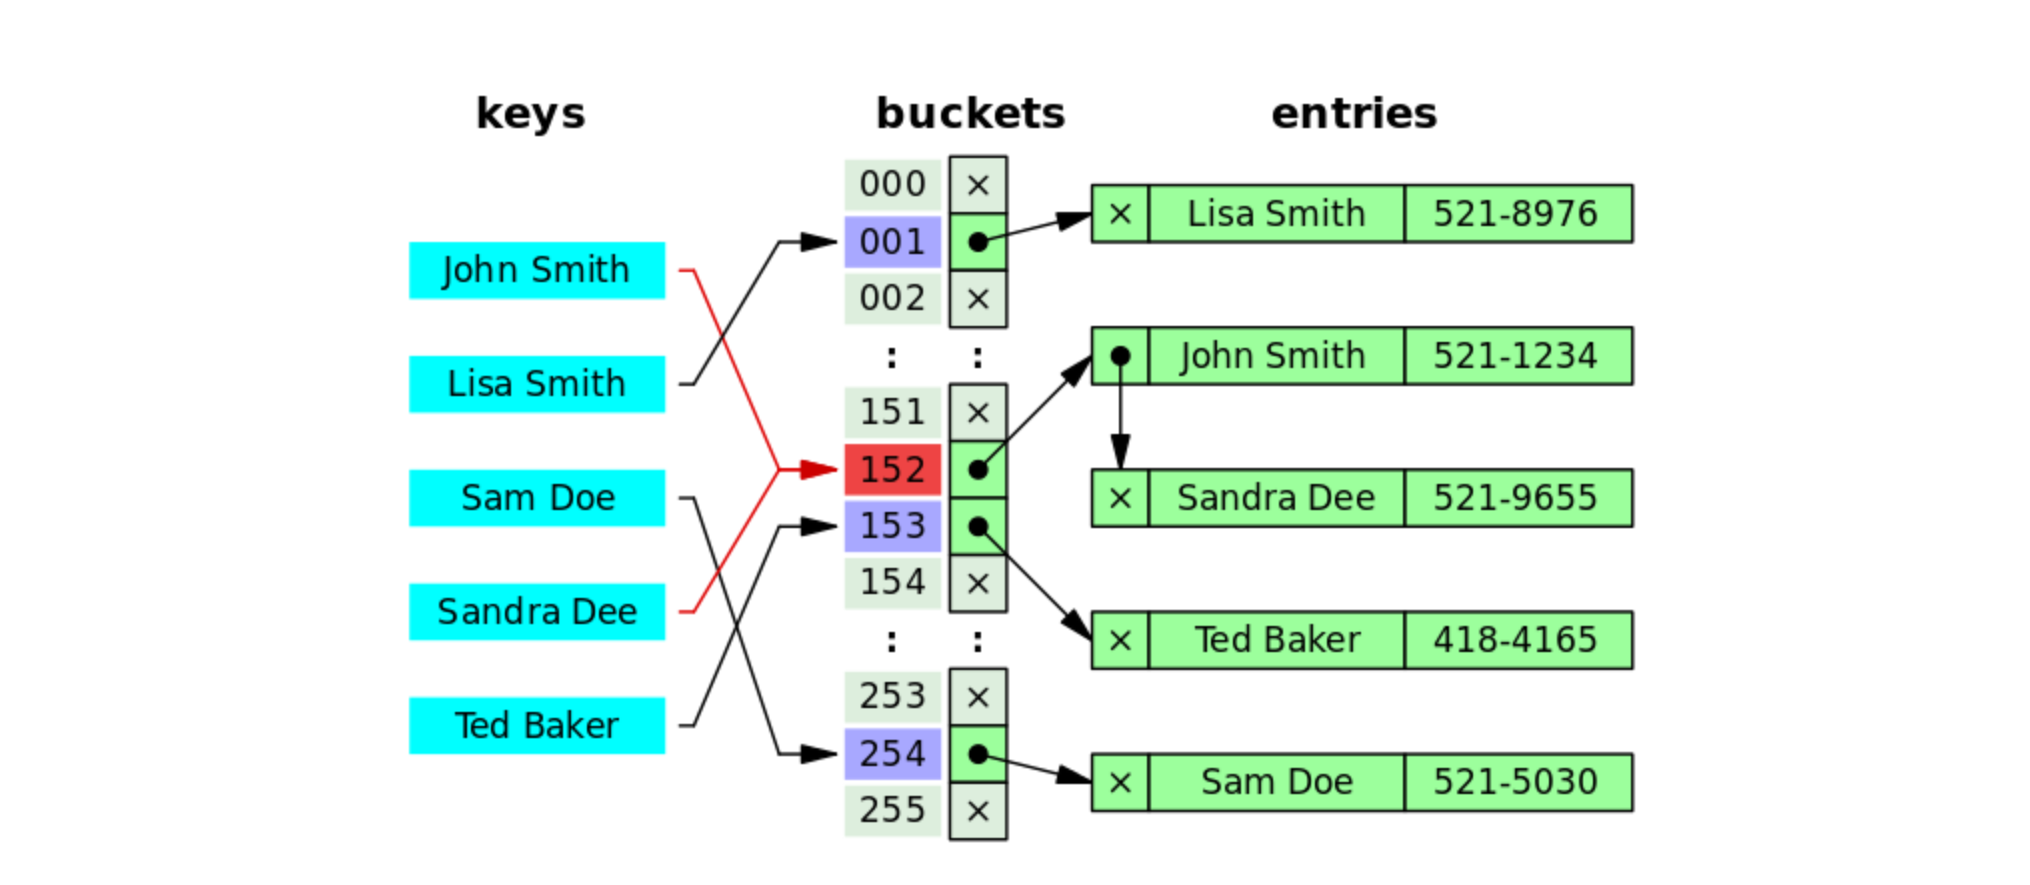 keys
buckets
entries
John Smith
Lisa Smith
Sam Doe
Sandra Dee
Ted Baker
000 ×
001
002 ×
: :
151 ×
152
153
154 ×
: :
253 ×
254
255 ×
× Lisa Smith 521-8976
John Smith 521-1234
× Sandra Dee 521-9655
× Ted Baker 418-4165
× Sam Doe 521-5030